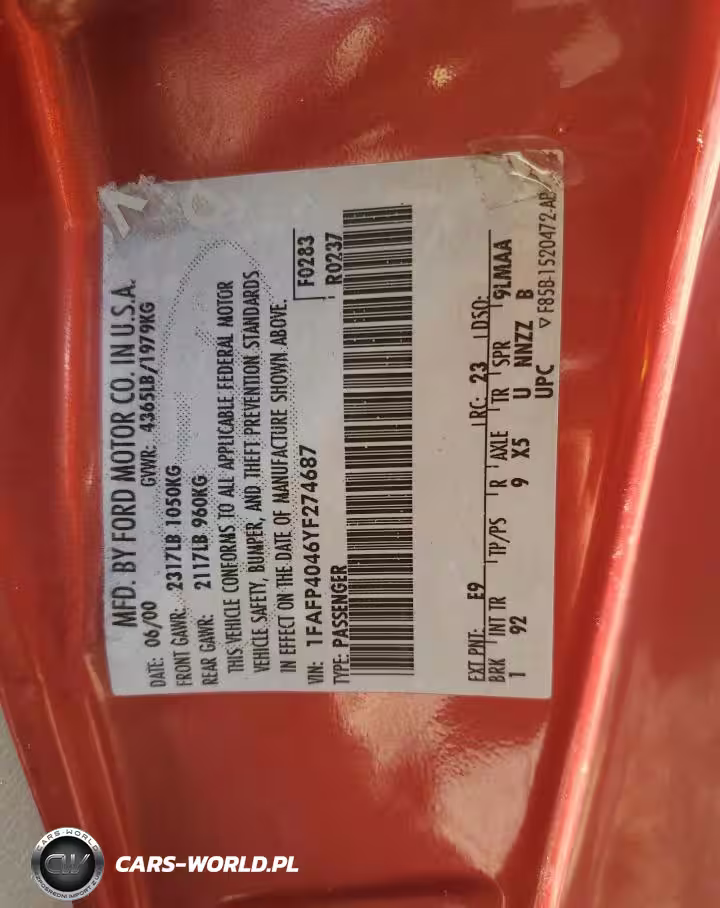 MFD. BY FORD MOTOR CO. IN U.S.A.
DATE: 06/00 GVWR: 4365LB/1979KG
FRONT GAWR: 2317LB 1050KG
REAR GAWR: 2117LB 960KG
THIS VEHICLE CONFORMS TO ALL APPLICABLE FEDERAL MOTOR
VEHICLE SAFETY, BUMPER, AND THEFT PREVENTION STANDARDS
IN EFFECT ON THE DATE OF MANUFACTURE SHOWN ABOVE.
VIN: 1FAFP4046YF274687 F0283
TYPE: PASSENGER R0237
EXT PNT: E9 RC: 23 DSO:
BRK INT TR TP/PS R AXLE TR SPR 9LMAA
1 92 9 X5 U NNZZ B
UPC ▽ F85B-1520472-AB
CARS-WORLD
CW
CARS-WORLD.PL